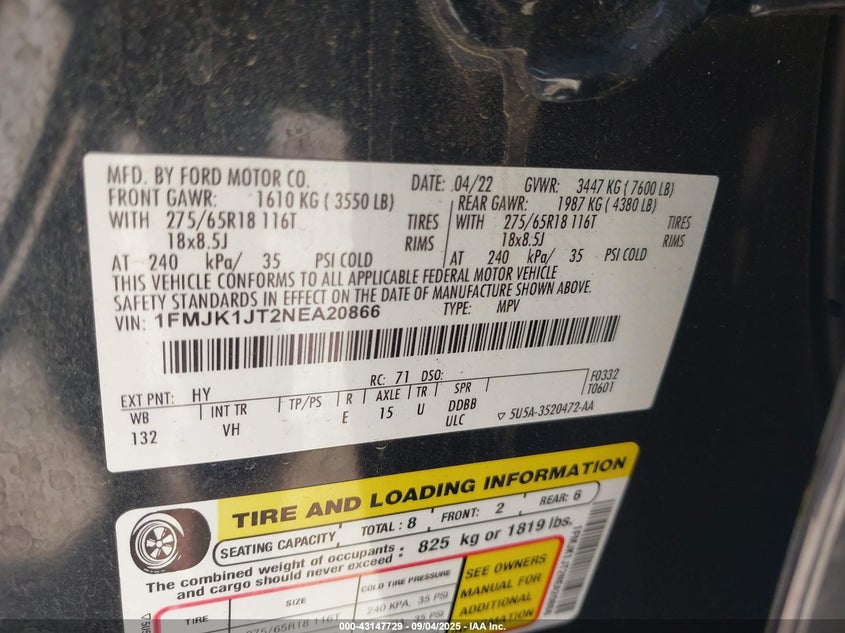 MFD. BY FORD MOTOR CO. DATE: 04/22 GVWR: 3447 KG ( 7600 LB)
FRONT GAWR: 1610 KG ( 3550 LB) REAR GAWR: 1987 KG ( 4380 LB)
WITH 275/65R18 116T TIRES WITH 275/65R18 116T TIRES
18x8.5J RIMS 18x8.5J RIMS
AT 240 kPa/ 35 PSI COLD AT 240 kPa/ 35 PSI COLD
THIS VEHICLE CONFORMS TO ALL APPLICABLE FEDERAL MOTOR VEHICLE
SAFETY STANDARDS IN EFFECT ON THE DATE OF MANUFACTURE SHOWN ABOVE.
VIN: 1FMJK1JT2NEA20866 TYPE: MPV
EXT PNT: HY RC: 71 DSO: F0332
WB INT TR TP/PS R AXLE TR SPR T0601
132 VH E 15 U DDBB
ULC ▽ 5U5A-3520472-AA
TIRE AND LOADING INFORMATION
SEATING CAPACITY TOTAL : 8 FRONT: 2 REAR: 6
The combined weight of occupants and cargo should never exceed : 825 kg or 1819 lbs.
TIRE SIZE COLD TIRE PRESSURE
275/65R18 116T 240 KPA, 35 PSI
35 PSI
SEE OWNERS
MANUAL FOR
ADDITIONAL
000-43147729 - 09/04/2025 - IAA Inc.